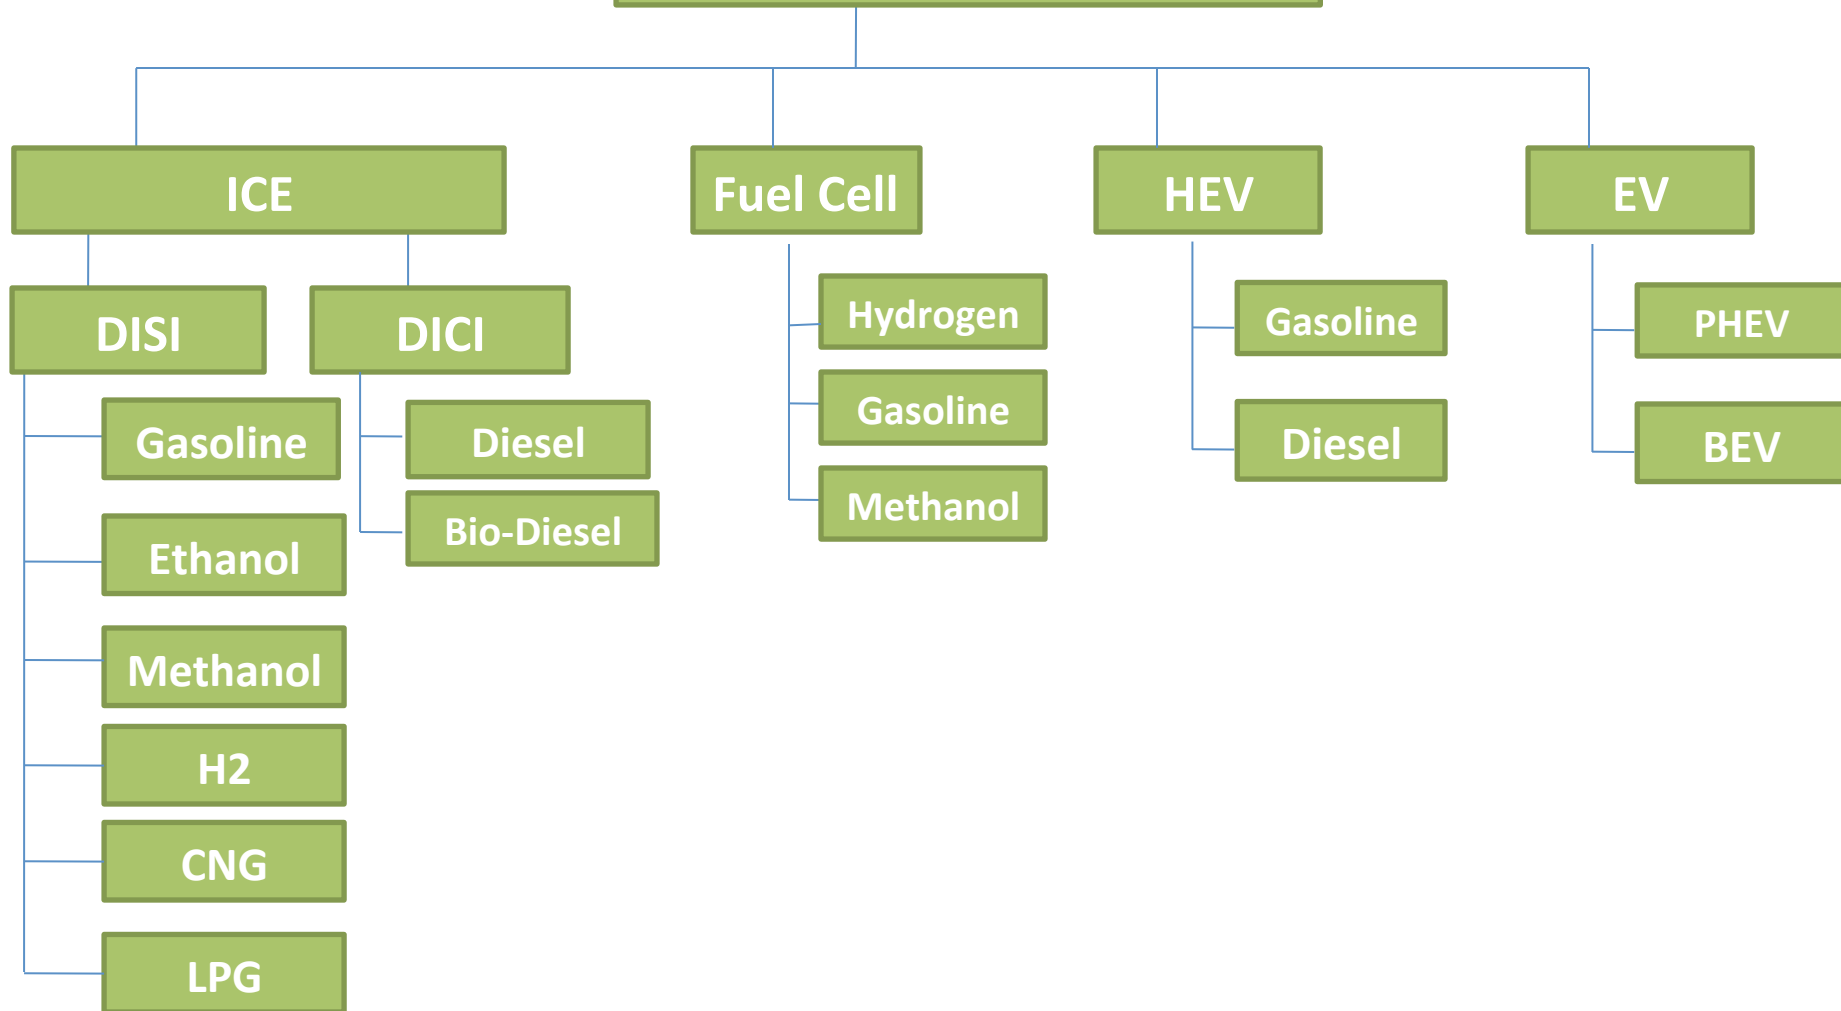 ICE
Fuel Cell
HEV
EV
DISI
DICI
Gasoline
Ethanol
Methanol
H2
CNG
LPG
Diesel
Bio-Diesel
Hydrogen
Gasoline
Methanol
Gasoline
Diesel
PHEV
BEV